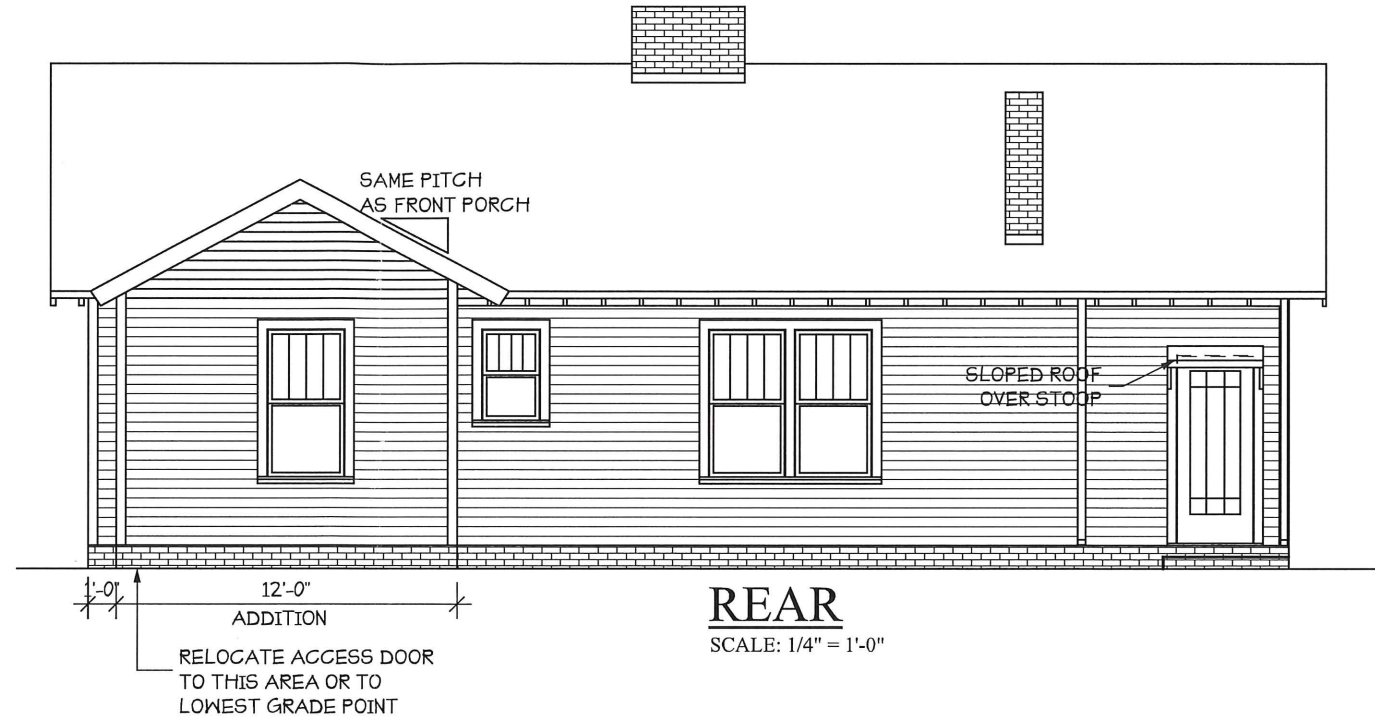 SAME PITCH
AS FRONT PORCH
SLOPED ROOF
OVER STOOP
1'-0"
12'-0"
ADDITION
RELOCATE ACCESS DOOR
TO THIS AREA OR TO
LOWEST GRADE POINT
REAR
SCALE: 1/4" = 1'-0"